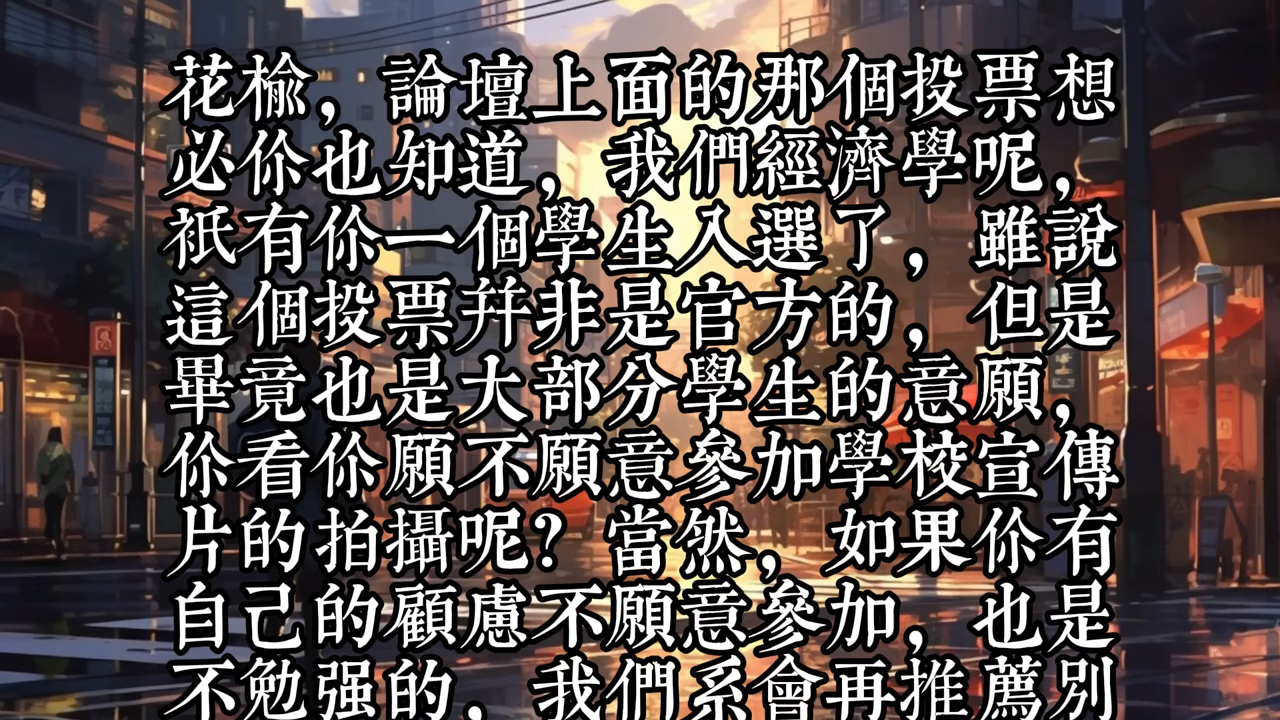 花榆，論壇上面的那個投票想
必你也知道，我們經濟學呢，
衹有你一個學生入選了，雖說
這個投票并非是官方的，但是
畢竟也是大部分學生的意願，
你看你願不願意參加學校宣傳
片的拍攝呢？當然，如果你有
自己的顧慮不願意參加，也是
不勉强的，我們系會再推薦別